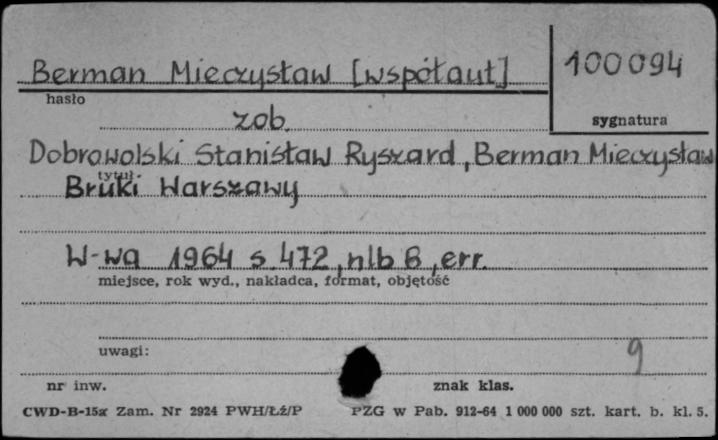 Berman Mieczysław [współaut] 100094
hasło
sygnatura
zob.
Dobrowolski Stanisław Ryszard, Berman Mieczysław
tytuł
Bruki Warszawy
W-wa 1964 s. 472, nlb 6, err.
miejsce, rok wyd., nakładca, format, objętość
uwagi:
9
nr inw. znak klas.
CWD-B-15a Zam. Nr 2924 PWH/Łź/P PZG w Pab. 912-64 1 000 000 szt. kart. b. kl. 5.